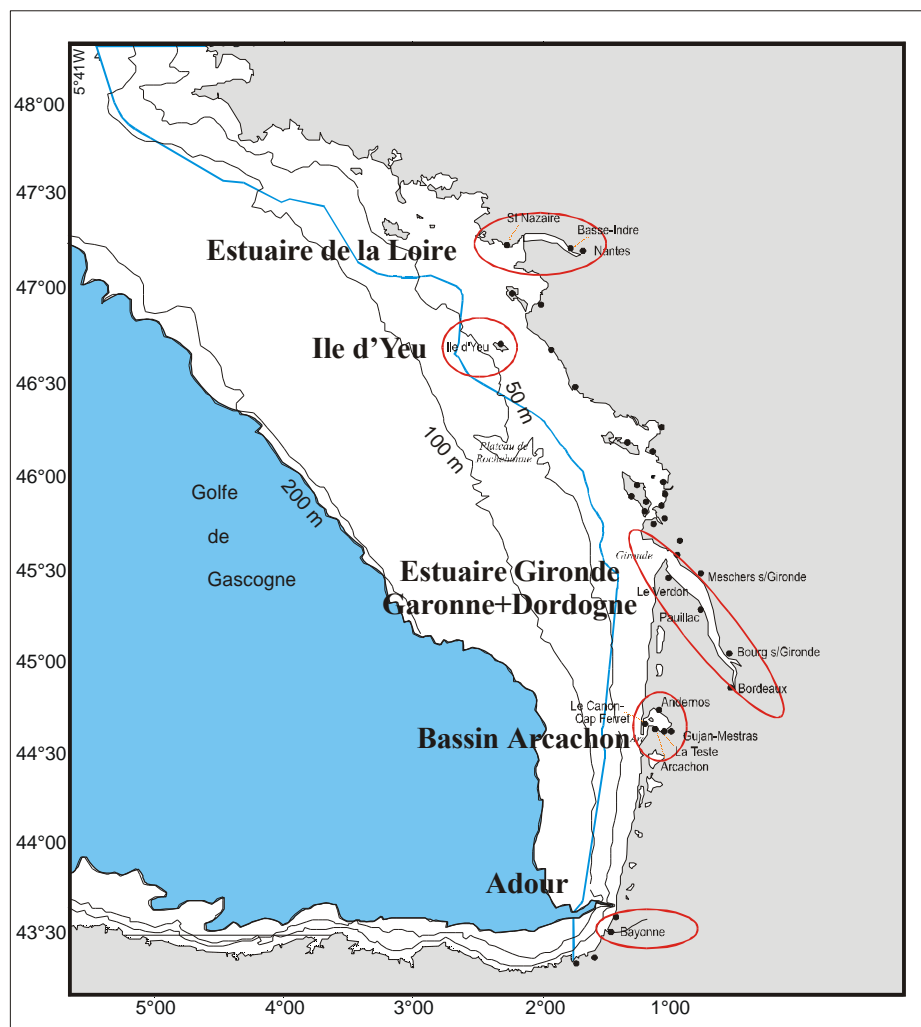 5°41W
48°00
47°30
47°00
46°30
46°00
45°30
45°00
44°30
44°00
43°30
St Nazaire
Basse-Indre
Nantes
Estuaire de la Loire
Ile d'Yeu
Ile d'Yeu
50 m
100 m
200 m
Plateau de
Rochebonne
Golfe
de
Gascogne
Gironde
Estuaire Gironde
Garonne+Dordogne
Meschers s/Gironde
Le Verdon
Pauillac
Bourg s/Gironde
Bordeaux
Andernos
Le Canon-
Cap Ferret
Bassin Arcachon
Gujan-Mestras
La Teste
Arcachon
Adour
Bayonne
5°00
4°00
3°00
2°00
1°00